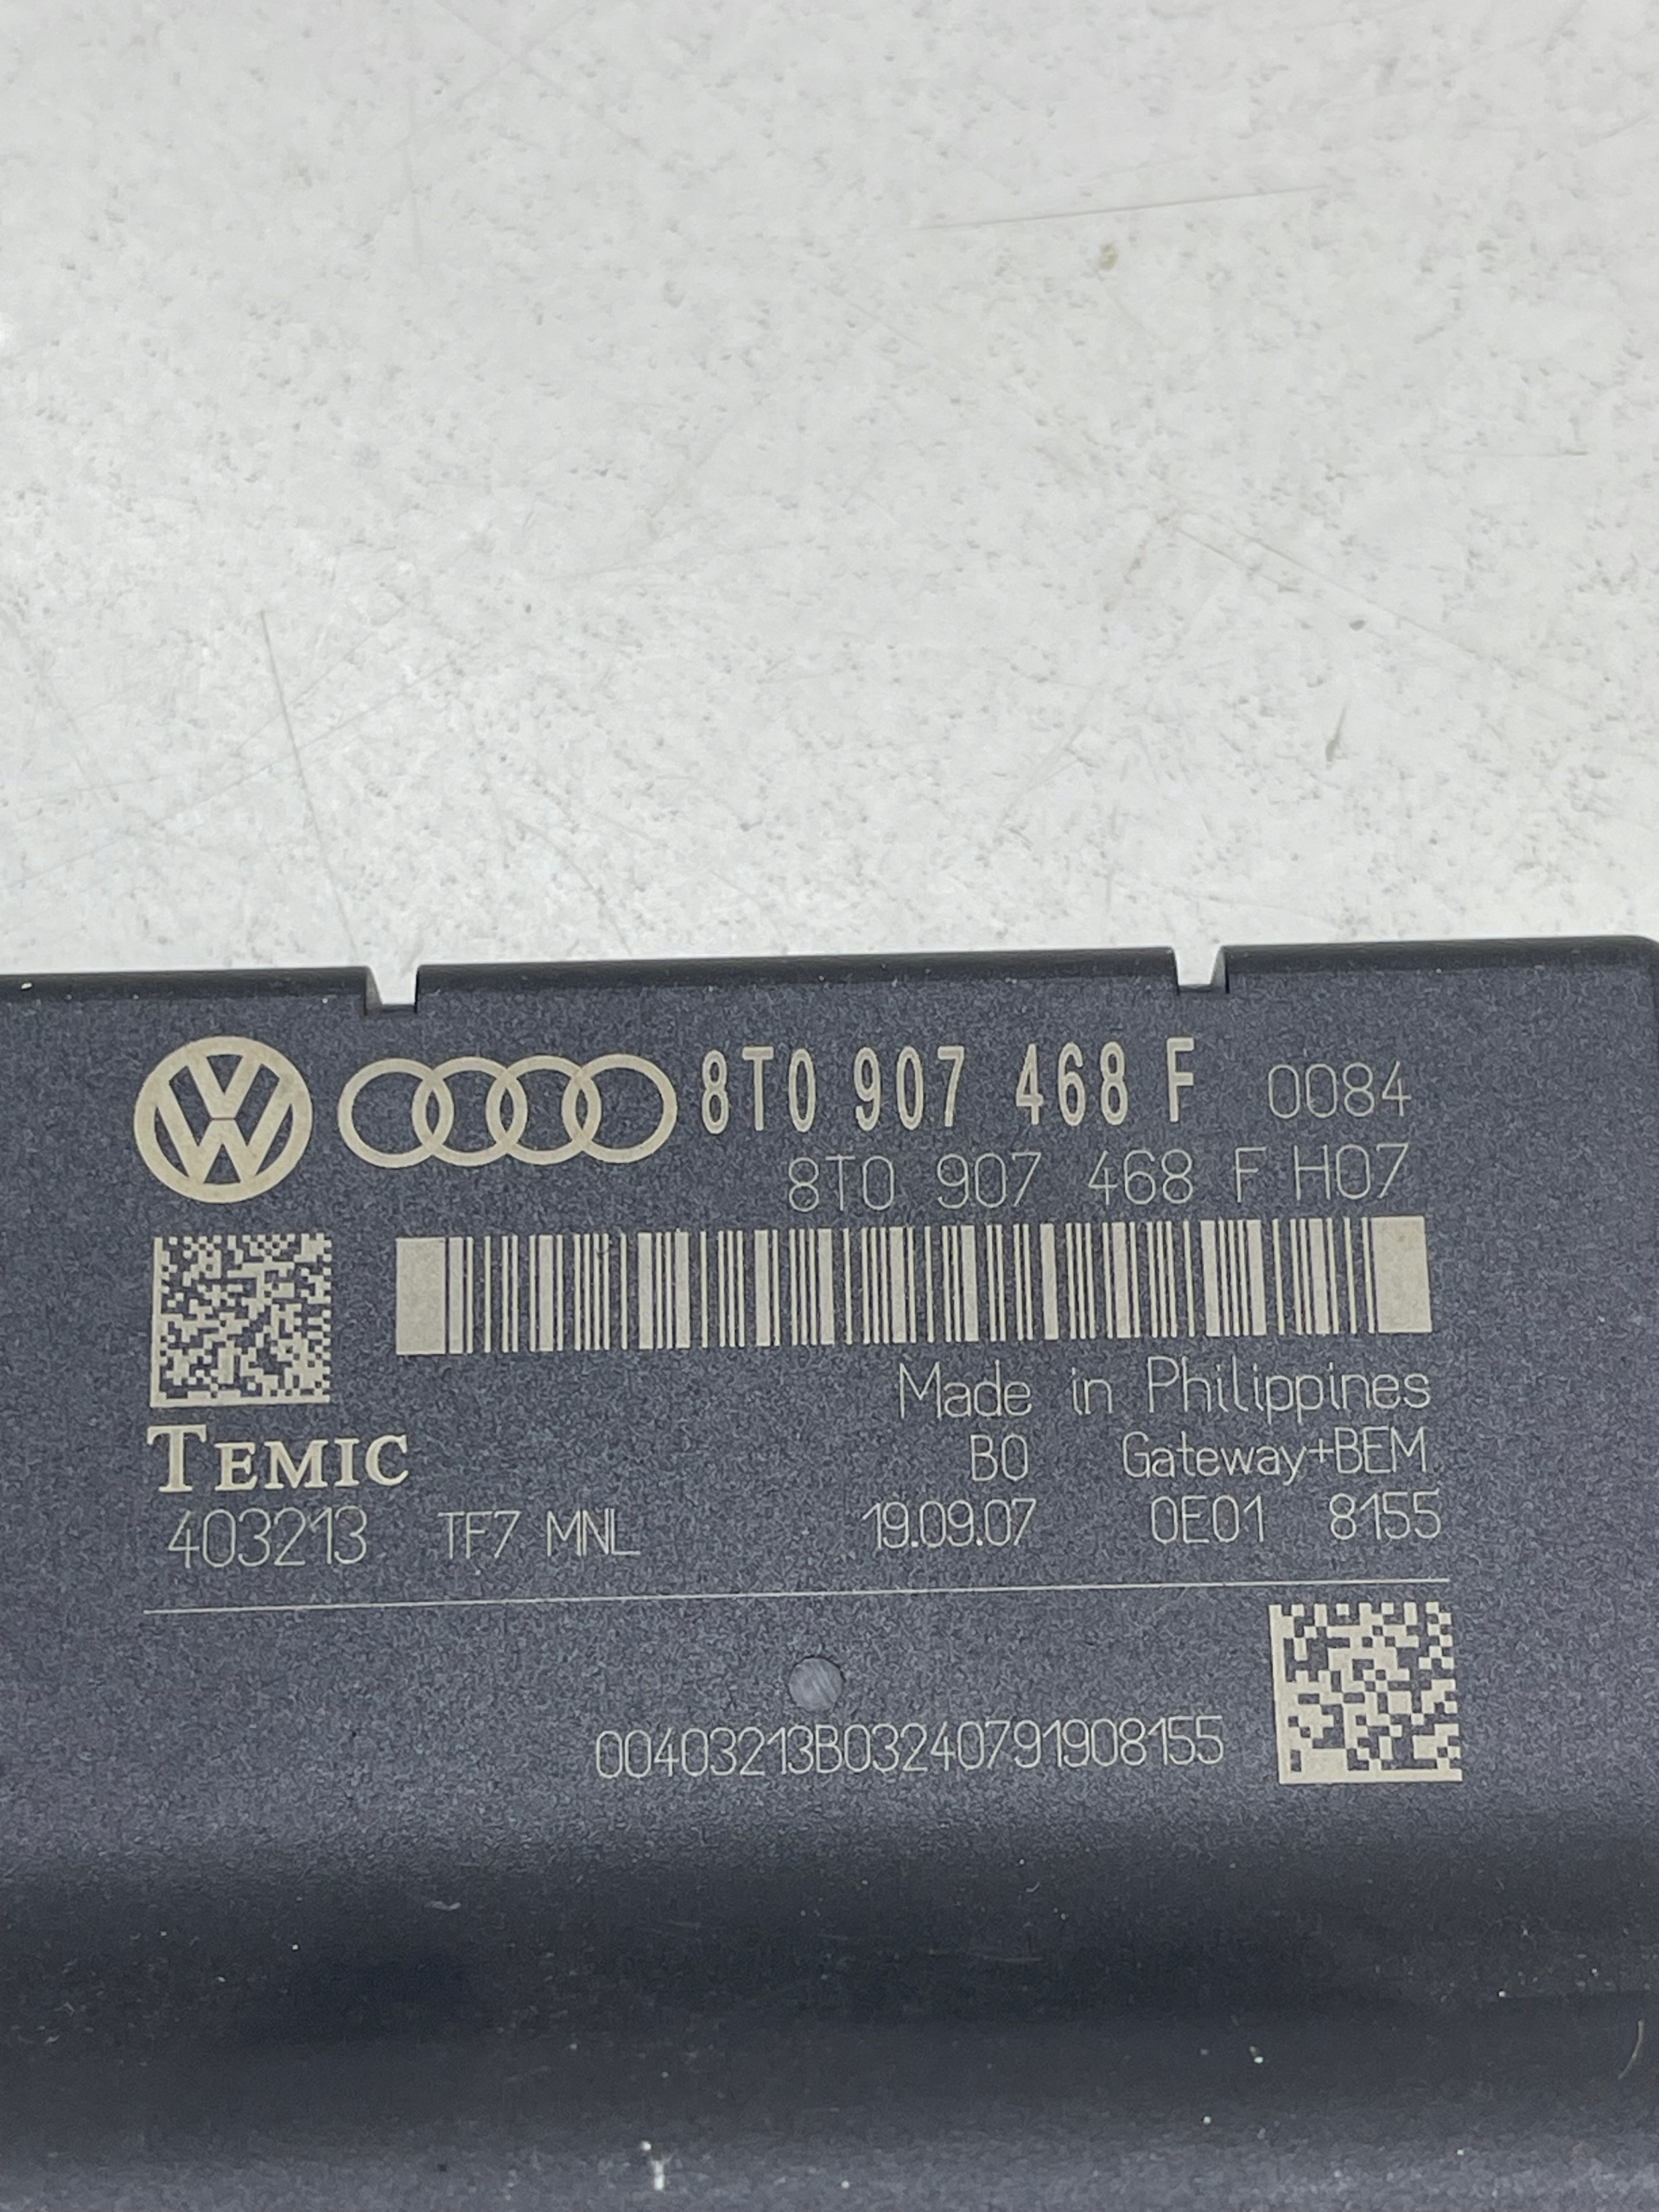 8T0 907 468 F 0084
8T0 907 468 F H07
Made in Philippines
TEMIC B0 Gateway+BEM
403213 TF7 MNL 19.09.07 0E01 8155
00403213B03240791908155